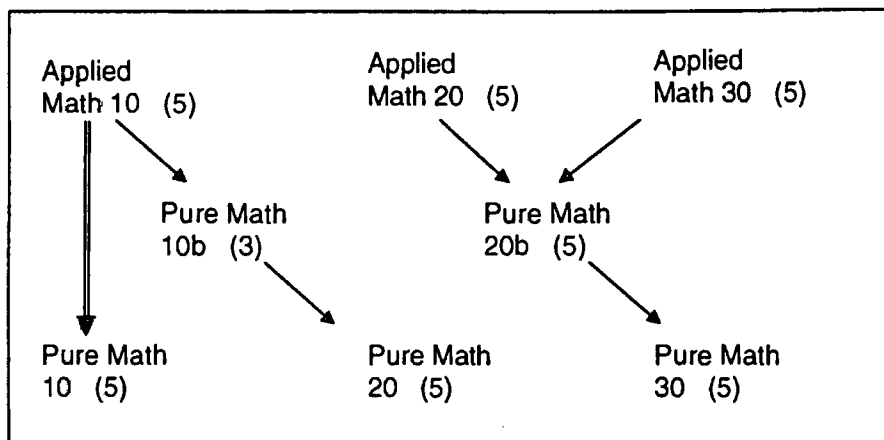 Applied
Math 10 (5)
Applied
Math 20 (5)
Applied
Math 30 (5)
Pure Math
10b (3)
Pure Math
20b (5)
Pure Math
10 (5)
Pure Math
20 (5)
Pure Math
30 (5)